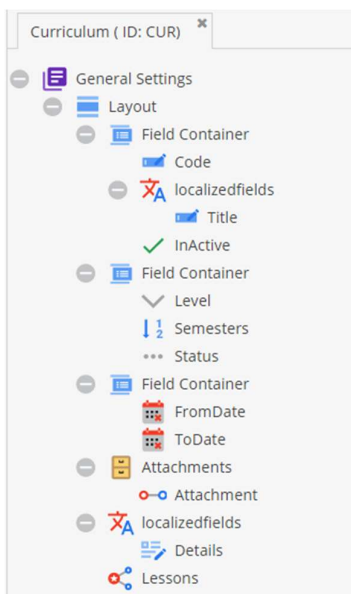 Curriculum ( ID: CUR)
General Settings
Layout
Field Container
Code
localizedfields
Title
InActive
Field Container
Level
Semesters
Status
Field Container
FromDate
ToDate
Attachments
Attachment
localizedfields
Details
Lessons